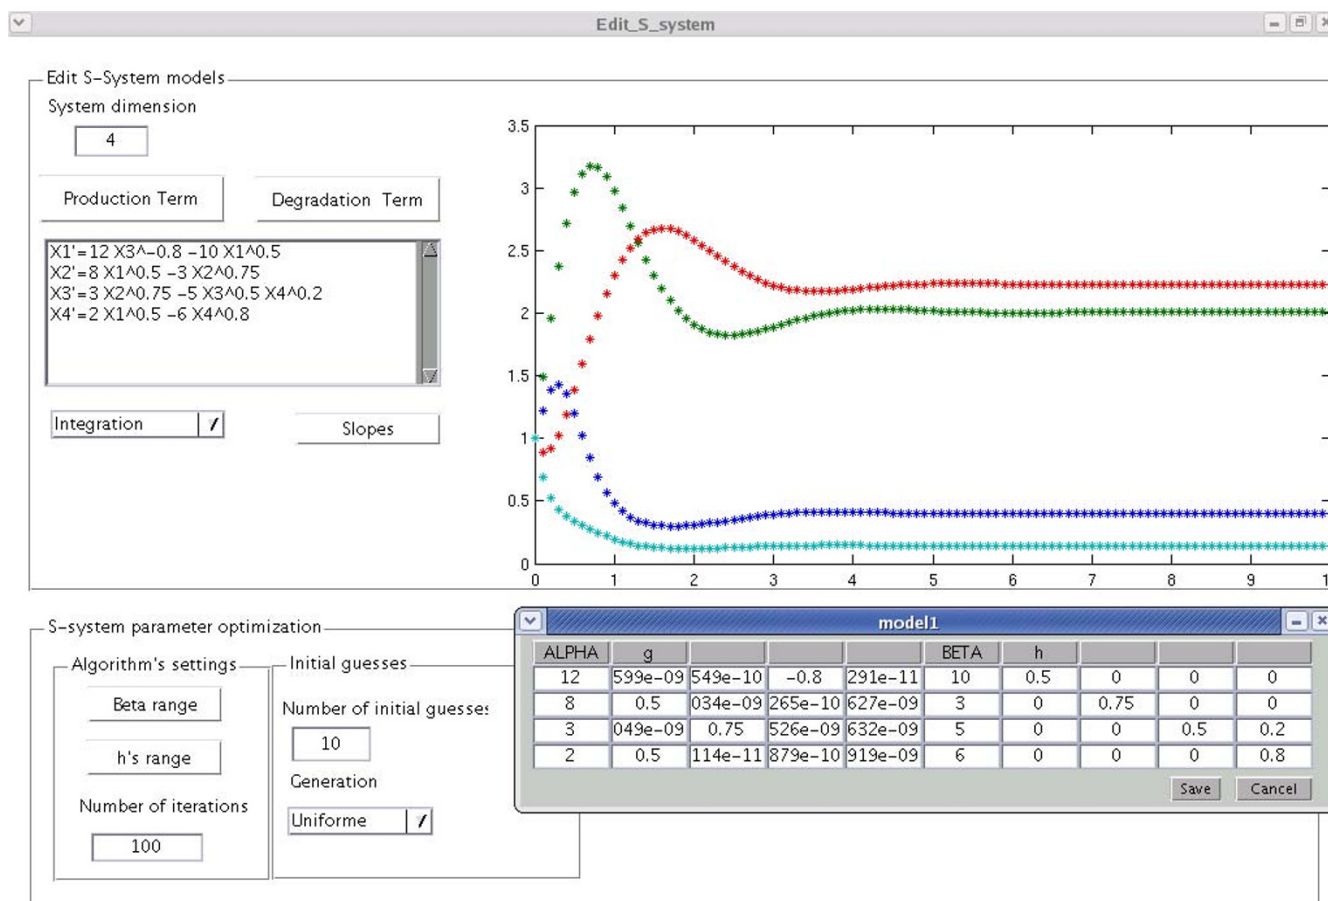 Edit_S_system
Edit S-System models
System dimension
4
Production Term
Degradation Term
X1'=12 X3^-0.8 -10 X1^0.5
X2'=8 X1^0.5 -3 X2^0.75
X3'=3 X2^0.75 -5 X3^0.5 X4^0.2
X4'=2 X1^0.5 -6 X4^0.8
Integration
Slopes
3.5
3
2.5
2
1.5
1
0.5
0
0 1 2 3 4 5 6 7 8 9 1
S-system parameter optimization
Algorithm's settings
Beta range
h's range
Number of iterations
100
Initial guesses
Number of initial guesses
10
Generation
Uniforme
model1
ALPHA g BETA h
12 599e-09 549e-10 -0.8 291e-11 10 0.5 0 0 0
8 0.5 034e-09 265e-10 627e-09 3 0 0.75 0 0
3 049e-09 0.75 526e-09 632e-09 5 0 0 0.5 0.2
2 0.5 114e-11 879e-10 919e-09 6 0 0 0 0.8
Save Cancel